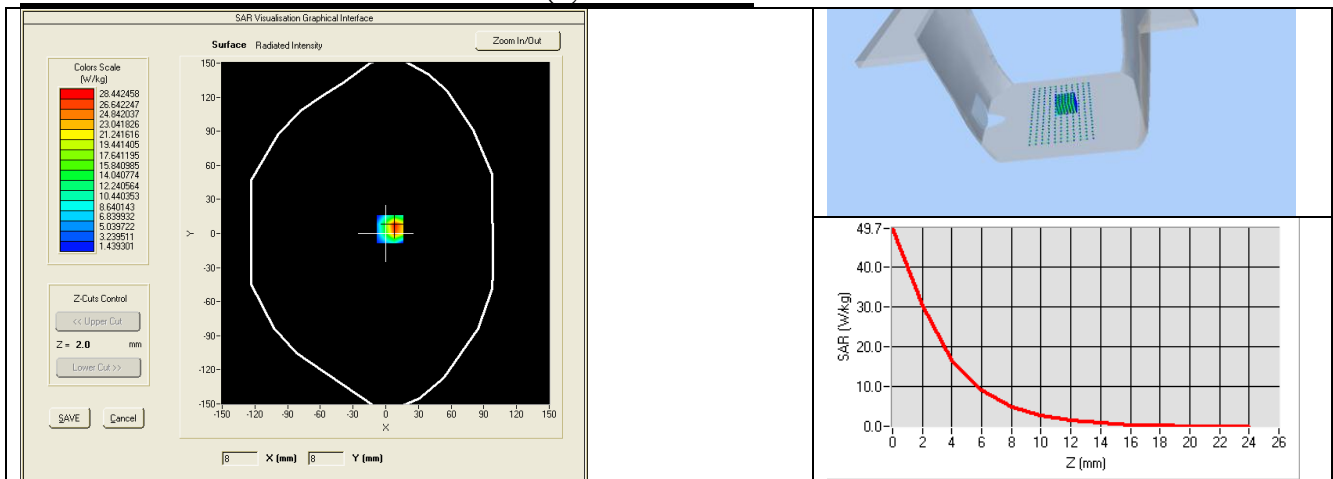 SAR Visualisation Graphical Interface
Surface Radiated Intensity
Zoom In/Out
Colors Scale
(W/kg)
28.442458
26.642247
24.842037
23.041826
21.241616
19.441405
17.641195
15.840985
14.040774
12.240564
10.440353
8.640143
6.839932
5.039722
3.239511
1.439301
Z-Cuts Control
<< Upper Cut
Z = 2.0 mm
Lower Cut >>
SAVE Cancel
150
120
90
60
30
0
-30
-60
-90
-120
-150
Y
-150 -120 -90 -60 -30 0 30 60 90 120 150
X
8 X (mm) 8 Y (mm)
49.7
40.0
30.0
20.0
10.0
0.0
SAR (W/kg)
0 2 4 6 8 10 12 14 16 18 20 22 24 26
Z (mm)